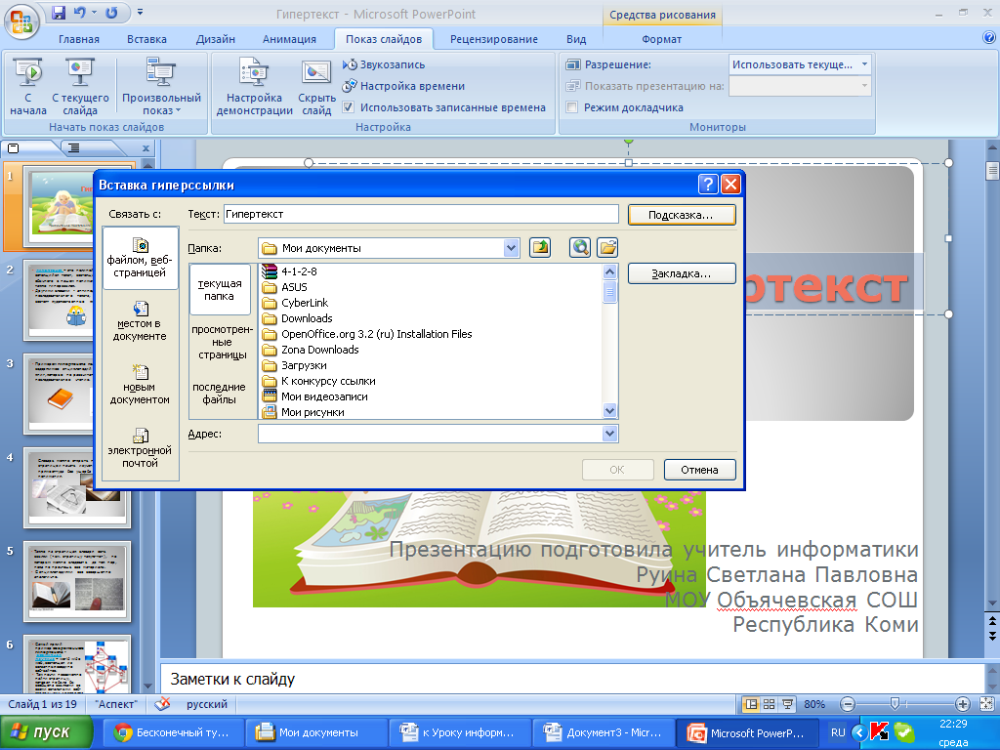 Гипертекст - Microsoft PowerPoint
Средства рисования
Главная Вставка Дизайн Анимация Показ слайдов Рецензирование Вид Формат
С начала
С текущего слайда
Произвольный показ
Начать показ слайдов
Настройка демонстрации
Скрыть слайд
Звукозапись
Настройка времени
Использовать записанные времена
Настройка
Разрешение: Использовать текуще...
Показать презентацию на:
Режим докладчика
Мониторы
1
2
3
4
5
6
Вставка гиперссылки
Связать с:
файлом, веб-
страницей
местом в
документе
новым
документом
электронной
почтой
Текст: Гипертекст
Подсказка...
Папка: Мои документы
текущая
папка
просмотрен-
ные
страницы
последние
файлы
4-1-2-8
ASUS
CyberLink
Downloads
OpenOffice.org 3.2 (ru) Installation Files
Zona Downloads
Загрузки
К конкурсу ссылки
Мои видеозаписи
Мои рисунки
Закладка...
Адрес:
ОК
Отмена
ртекст
Презентацию подготовила учитель информатики
Руина Светлана Павловна
МОУ Объячевская СОШ
Республика Коми
Заметки к слайду
Слайд 1 из 19 "Аспект" русский 80%
пуск
Бесконечный ту...
Мои документы
к Уроку информ...
Документ3 - Micr...
Microsoft PowerP...
RU
22:29
среда